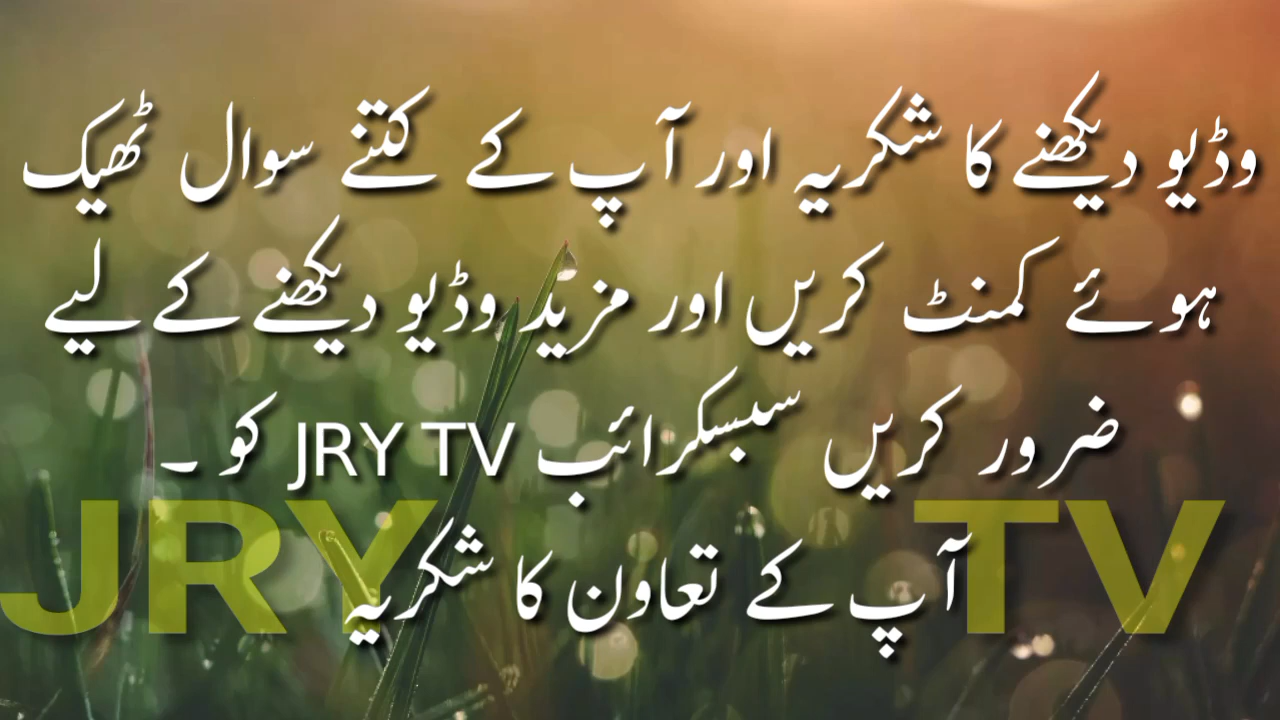 وڈیو دیکھنے کا شکریہ اور آپ کے کتنے سوال ٹھیک
ہوئے کمنٹ کریں اور مزید وڈیو دیکھنے کے لیے
ضرور کریں سبسکرائب JRY TV کو ۔
آپ کے تعاون کا شکریہ
JRY TV